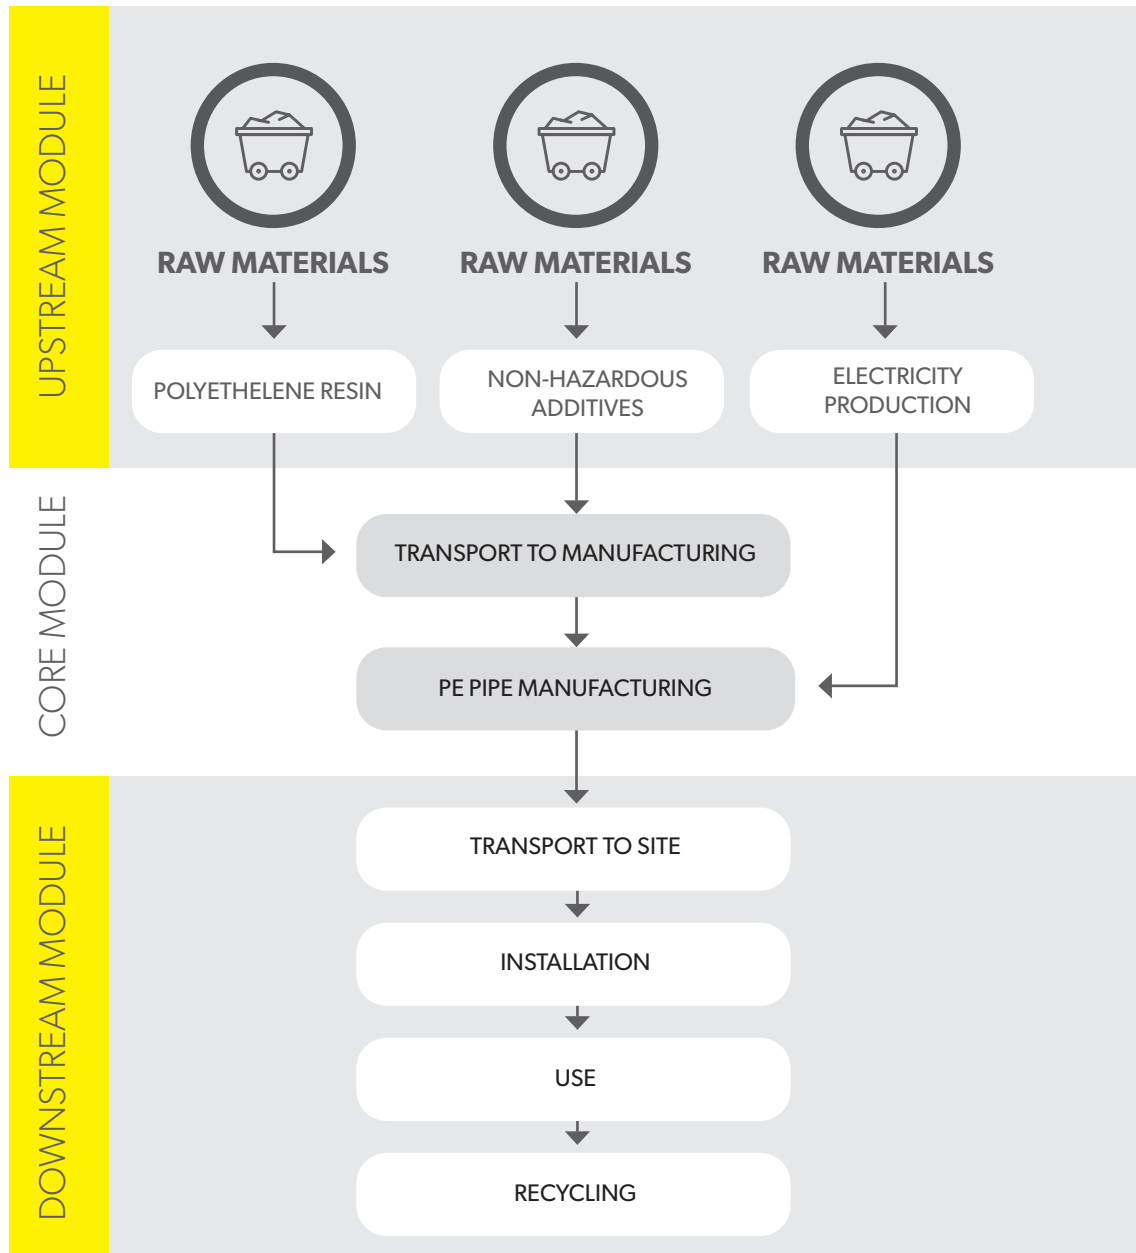 UPSTREAM MODULE
RAW MATERIALS
RAW MATERIALS
RAW MATERIALS
POLYETHELENE RESIN
NON-HAZARDOUS
ADDITIVES
ELECTRICITY
PRODUCTION
CORE MODULE
TRANSPORT TO MANUFACTURING
PE PIPE MANUFACTURING
DOWNSTREAM MODULE
TRANSPORT TO SITE
INSTALLATION
USE
RECYCLING